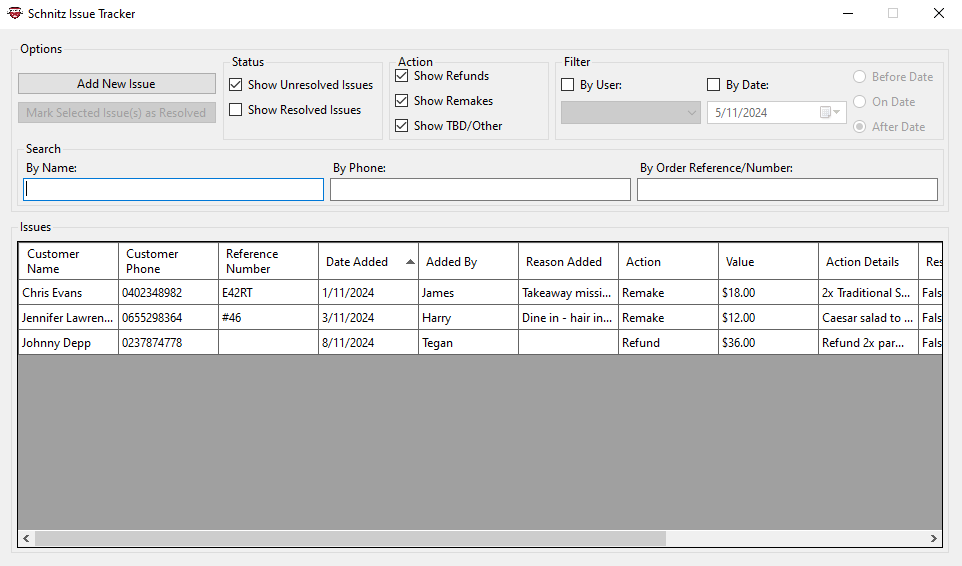 Schnitz Issue Tracker
Options
Add New Issue
Mark Selected Issue(s) as Resolved
Status
Show Unresolved Issues
Show Resolved Issues
Action
Show Refunds
Show Remakes
Show TBD/Other
Filter
By User:
By Date:
5/11/2024
Before Date
On Date
After Date
Search
By Name:
By Phone:
By Order Reference/Number:
Issues
Customer Name Customer Phone Reference Number Date Added Added By Reason Added Action Value Action Details Res
Chris Evans 0402348982 E42RT 1/11/2024 James Takeaway missi... Remake $18.00 2x Traditional S... Fals
Jennifer Lawren... 0655298364 #46 3/11/2024 Harry Dine in - hair in... Remake $12.00 Caesar salad to ... Fals
Johnny Depp 0237874778 8/11/2024 Tegan Refund $36.00 Refund 2x par... Fals